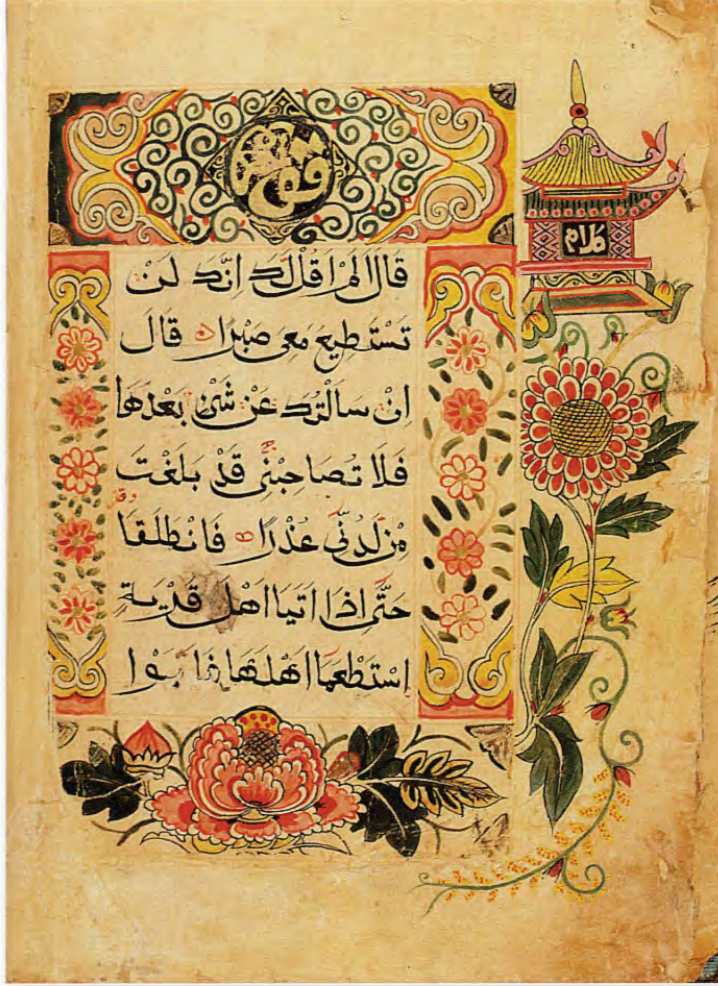 قال الم اقل لك انك لن
تستطيع معي صبرا قال
ان سالتك عن شئ بعدها
فلا تصاحبني قد بلغت
من لدني عذرا فانطلقا
حتى اذا اتيا اهل قرية
استطعما اهلها فابوا